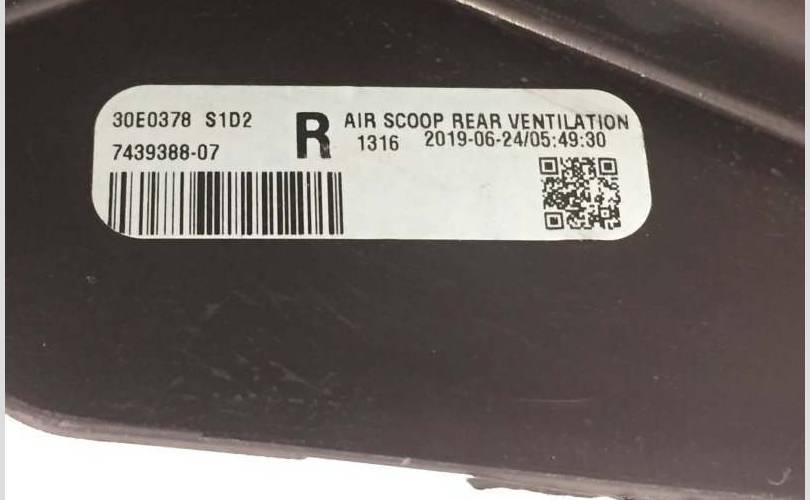 30E0378 S1D2
7439388-07
R
AIR SCOOP REAR VENTILATION
1316 2019-06-24/05:49:30